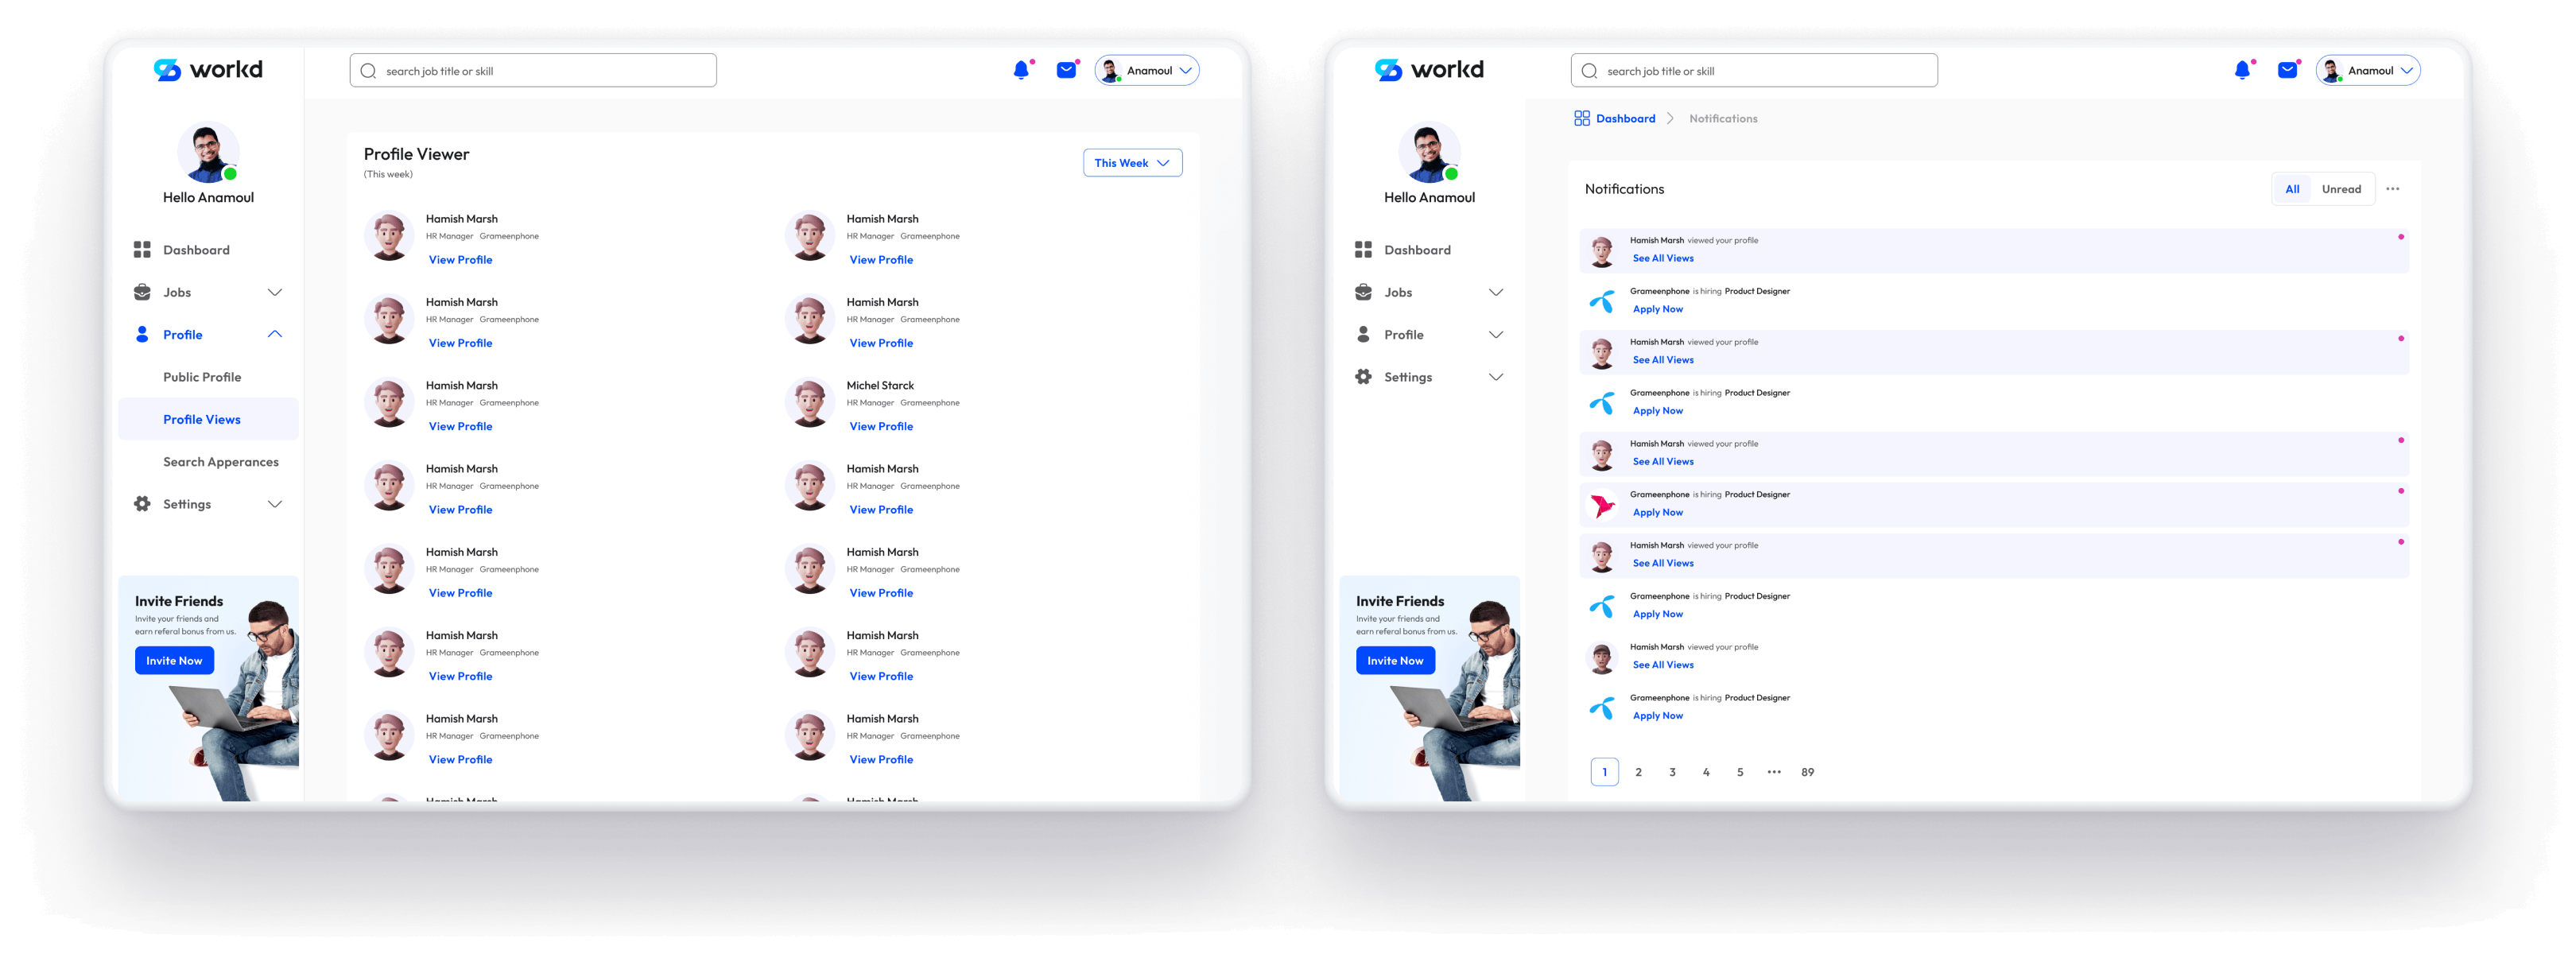 workd
search job title or skill
Anamoul
Hello Anamoul
Dashboard
Jobs
Profile
Public Profile
Profile Views
Search Apperances
Settings
Invite Friends
Invite your friends and
earn referal bonus from us.
Invite Now
Profile Viewer
(This week)
This Week
Hamish Marsh
HR Manager Grameenphone
View Profile
Hamish Marsh
HR Manager Grameenphone
View Profile
Hamish Marsh
HR Manager Grameenphone
View Profile
Hamish Marsh
HR Manager Grameenphone
View Profile
Hamish Marsh
HR Manager Grameenphone
View Profile
Michel Starck
HR Manager Grameenphone
View Profile
Hamish Marsh
HR Manager Grameenphone
View Profile
Hamish Marsh
HR Manager Grameenphone
View Profile
Hamish Marsh
HR Manager Grameenphone
View Profile
Hamish Marsh
HR Manager Grameenphone
View Profile
Hamish Marsh
HR Manager Grameenphone
View Profile
Hamish Marsh
HR Manager Grameenphone
View Profile
Hamish Marsh
HR Manager Grameenphone
View Profile
Hamish Marsh
HR Manager Grameenphone
View Profile
Hamish Marsh
Hamish Marsh
workd
search job title or skill
Anamoul
Hello Anamoul
Dashboard
Jobs
Profile
Settings
Invite Friends
Invite your friends and
earn referal bonus from us.
Invite Now
Dashboard Notifications
Notifications
All Unread
Hamish Marsh viewed your profile
See All Views
Grameenphone is hiring Product Designer
Apply Now
Hamish Marsh viewed your profile
See All Views
Grameenphone is hiring Product Designer
Apply Now
Hamish Marsh viewed your profile
See All Views
Grameenphone is hiring Product Designer
Apply Now
Hamish Marsh viewed your profile
See All Views
Grameenphone is hiring Product Designer
Apply Now
Hamish Marsh viewed your profile
See All Views
Grameenphone is hiring Product Designer
Apply Now
1 2 3 4 5 ... 89